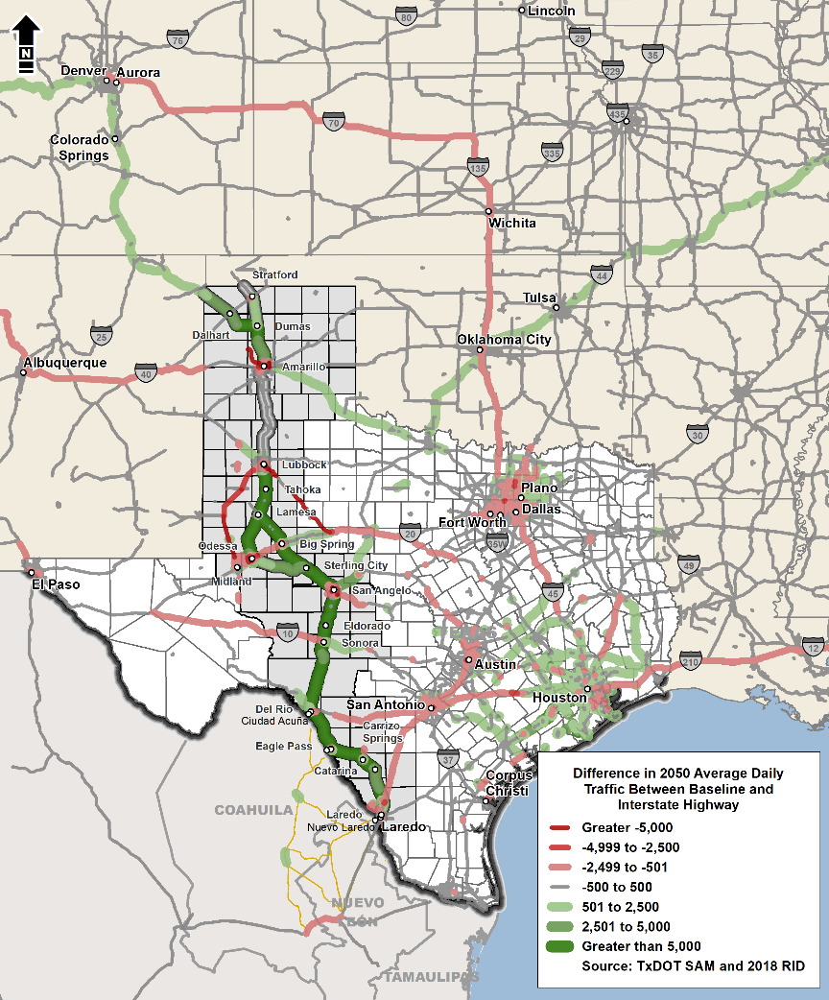 Lincoln
80
76
29
35
229
N
Denver
Aurora
435
70
Colorado
Springs
335
135
Wichita
Stratford
44
Tulsa
Dumas
Dalhart
25
Oklahoma City
Albuquerque
40
Amarillo
30
Lubbock
Plano
Tahoka
Dallas
Lamesa
Fort Worth
20
Odessa
Big Spring
35W
Sterling City
49
Midland
El Paso
San Angelo
45
Eldorado
10
Sonora
TEXAS
12
210
Austin
Houston
San Antonio
Del Rio
Ciudad Acuña
Carrizo
Springs
Eagle Pass
37
Catarina
Corpus
Christi
COAHUILA
Laredo
Nuevo Laredo
Laredo
NUEVO
LEÓN
TAMAULIPAS
Difference in 2050 Average Daily
Traffic Between Baseline and
Interstate Highway
Greater -5,000
-4,999 to -2,500
-2,499 to -501
-500 to 500
501 to 2,500
2,501 to 5,000
Greater than 5,000
Source: TxDOT SAM and 2018 RID